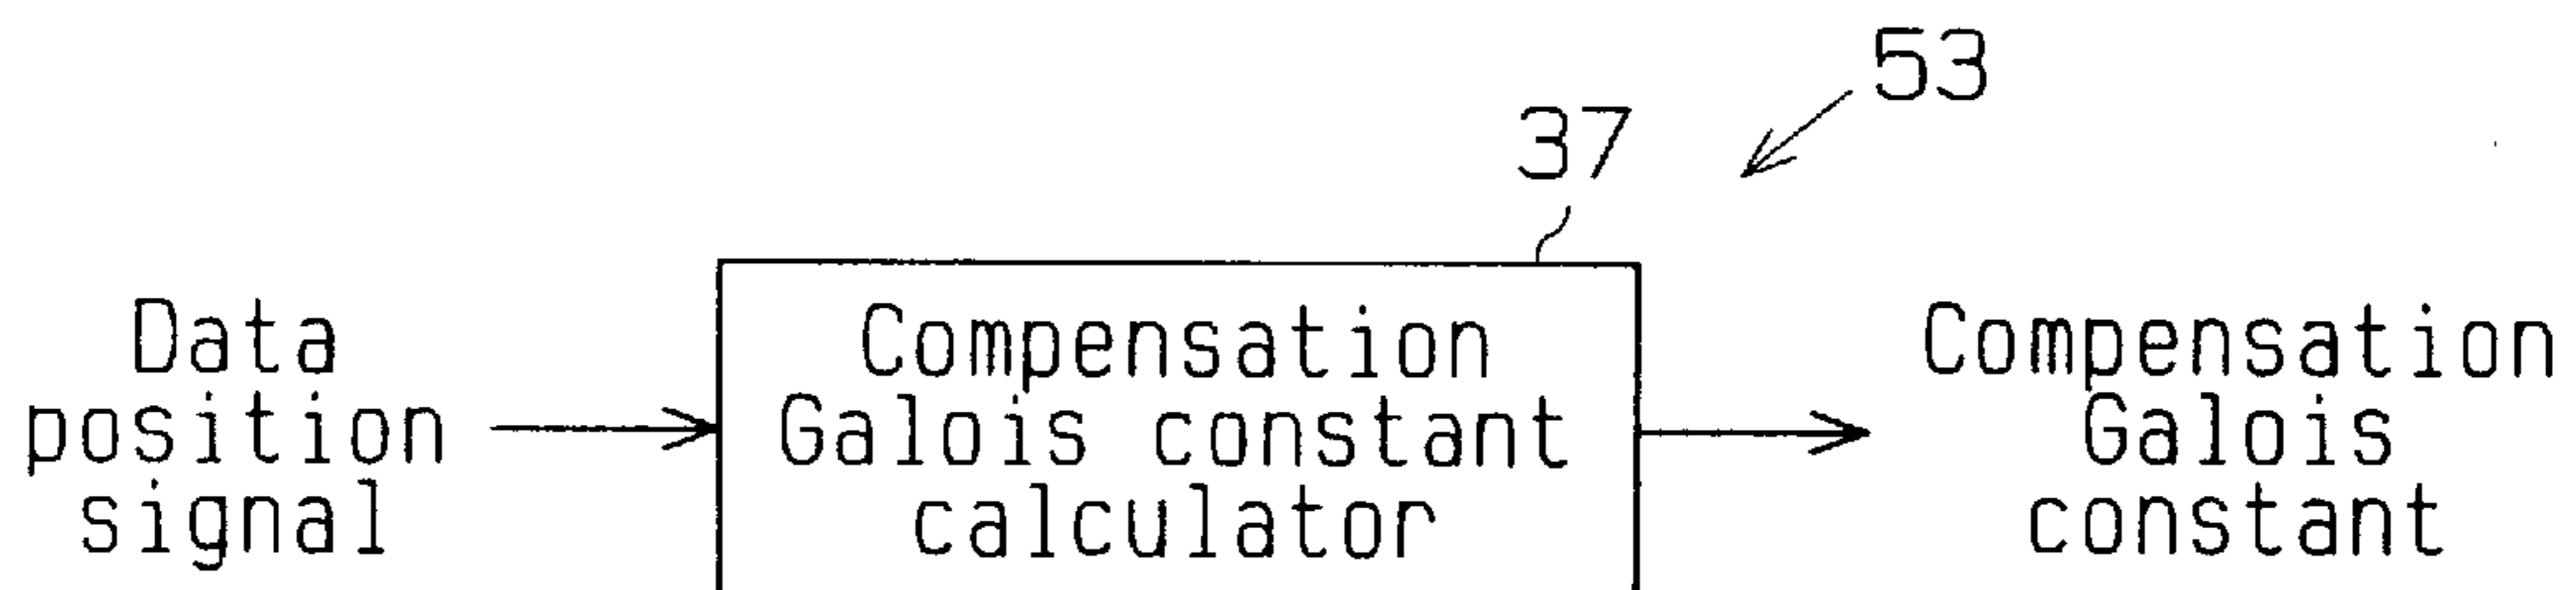 53
37
Data
position
signal
Compensation
Galois constant
calculator
Compensation
Galois
constant